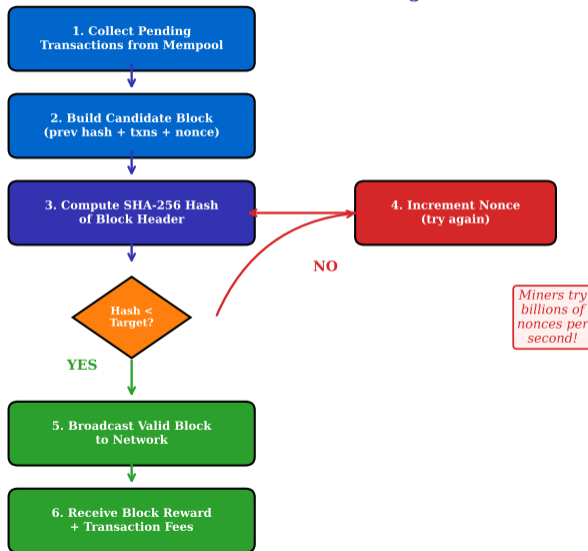 1. Collect Pending
Transactions from Mempool
2. Build Candidate Block
(prev hash + txns + nonce)
3. Compute SHA-256 Hash
of Block Header
4. Increment Nonce
(try again)
NO
Hash <
Target?
Miners try
billions of
nonces per
second!
YES
5. Broadcast Valid Block
to Network
6. Receive Block Reward
+ Transaction Fees